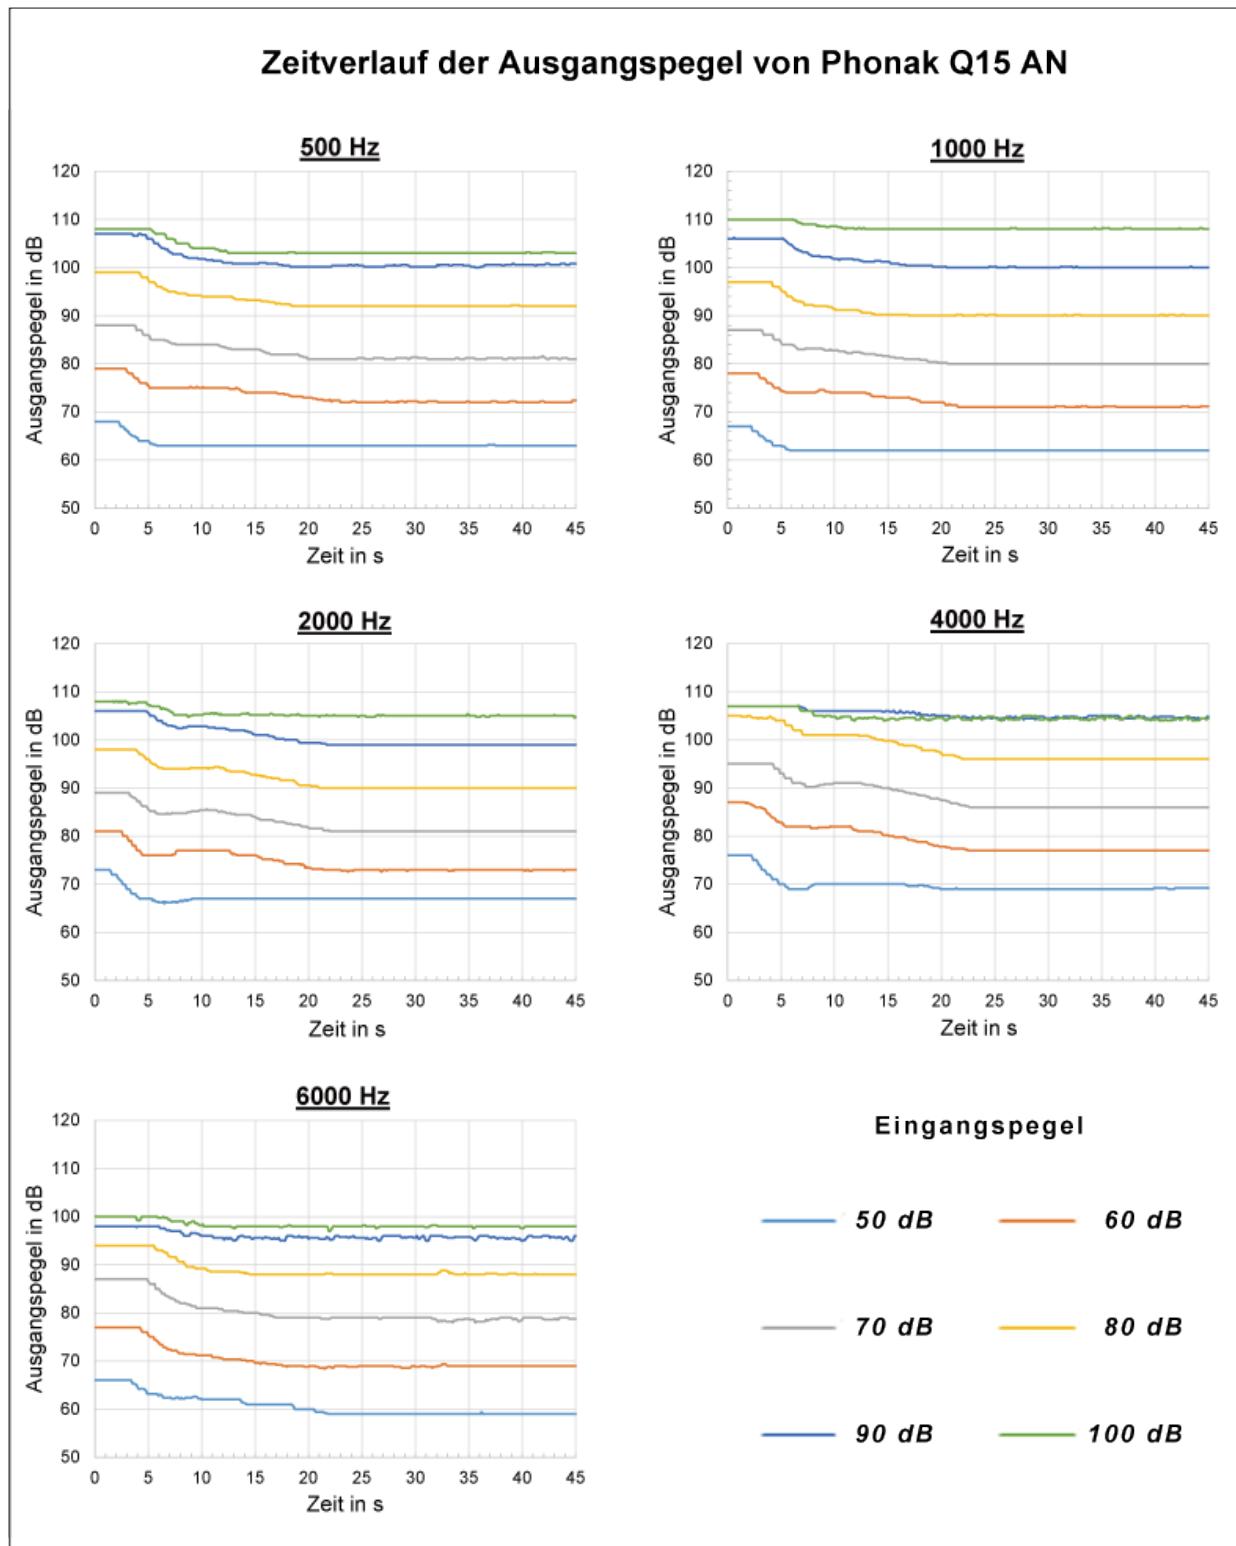 Zeitverlauf der Ausgangspegel von Phonak Q15 AN
500 Hz
120
110
100
90
80
70
60
50
Ausgangspegel in dB
0 5 10 15 20 25 30 35 40 45
Zeit in s
1000 Hz
120
110
100
90
80
70
60
50
Ausgangspegel in dB
0 5 10 15 20 25 30 35 40 45
Zeit in s
2000 Hz
120
110
100
90
80
70
60
50
Ausgangspegel in dB
0 5 10 15 20 25 30 35 40 45
Zeit in s
4000 Hz
120
110
100
90
80
70
60
50
Ausgangspegel in dB
0 5 10 15 20 25 30 35 40 45
Zeit in s
6000 Hz
120
110
100
90
80
70
60
50
Ausgangspegel in dB
0 5 10 15 20 25 30 35 40 45
Zeit in s
Eingangspegel
50 dB 60 dB
70 dB 80 dB
90 dB 100 dB